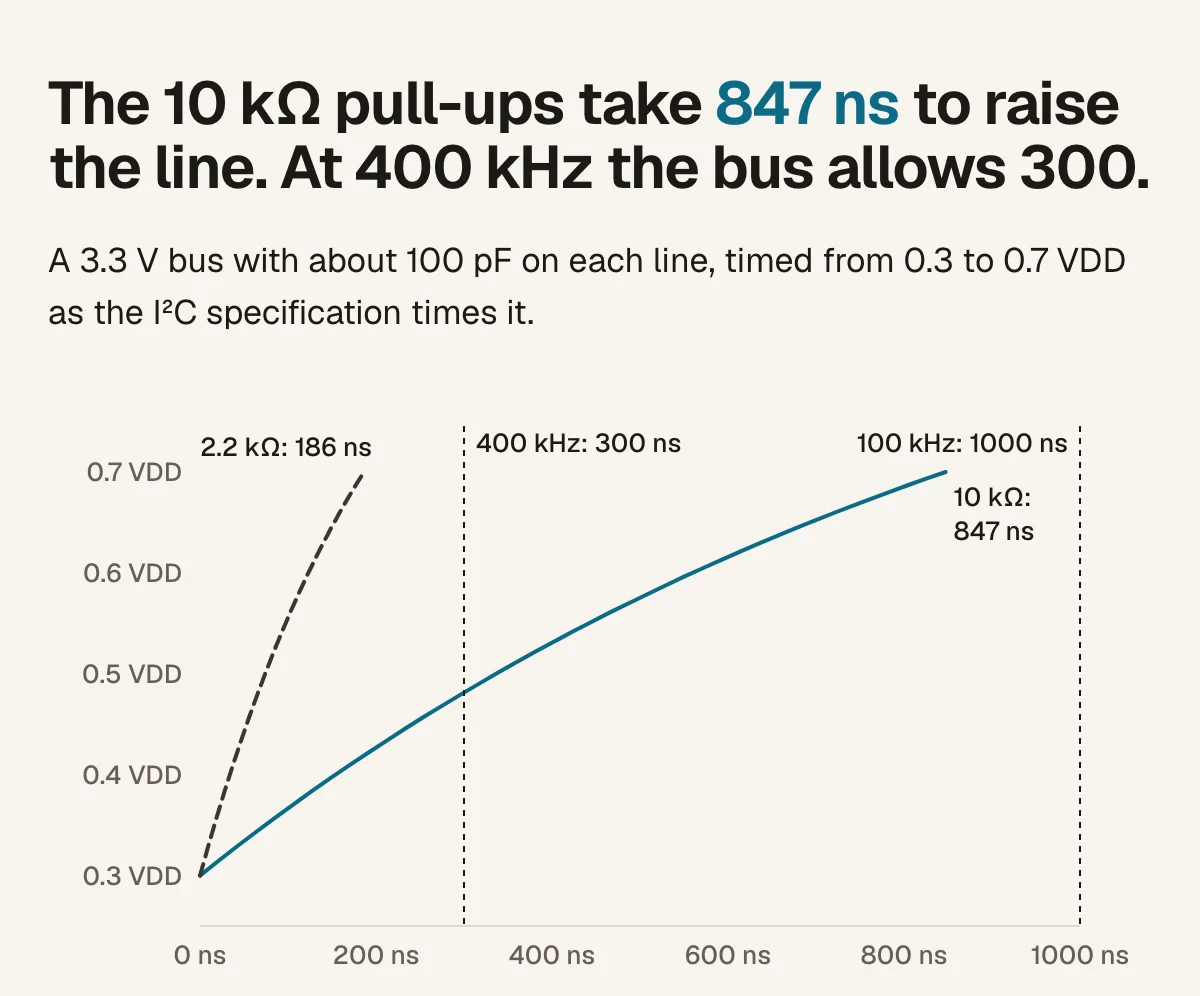 The 10 kΩ pull-ups take 847 ns to raise
the line. At 400 kHz the bus allows 300.
A 3.3 V bus with about 100 pF on each line, timed from 0.3 to 0.7 VDD
as the I²C specification times it.
2.2 kΩ: 186 ns
400 kHz: 300 ns
100 kHz: 1000 ns
0.7 VDD
10 kΩ:
847 ns
0.6 VDD
0.5 VDD
0.4 VDD
0.3 VDD
0 ns
200 ns
400 ns
600 ns
800 ns
1000 ns